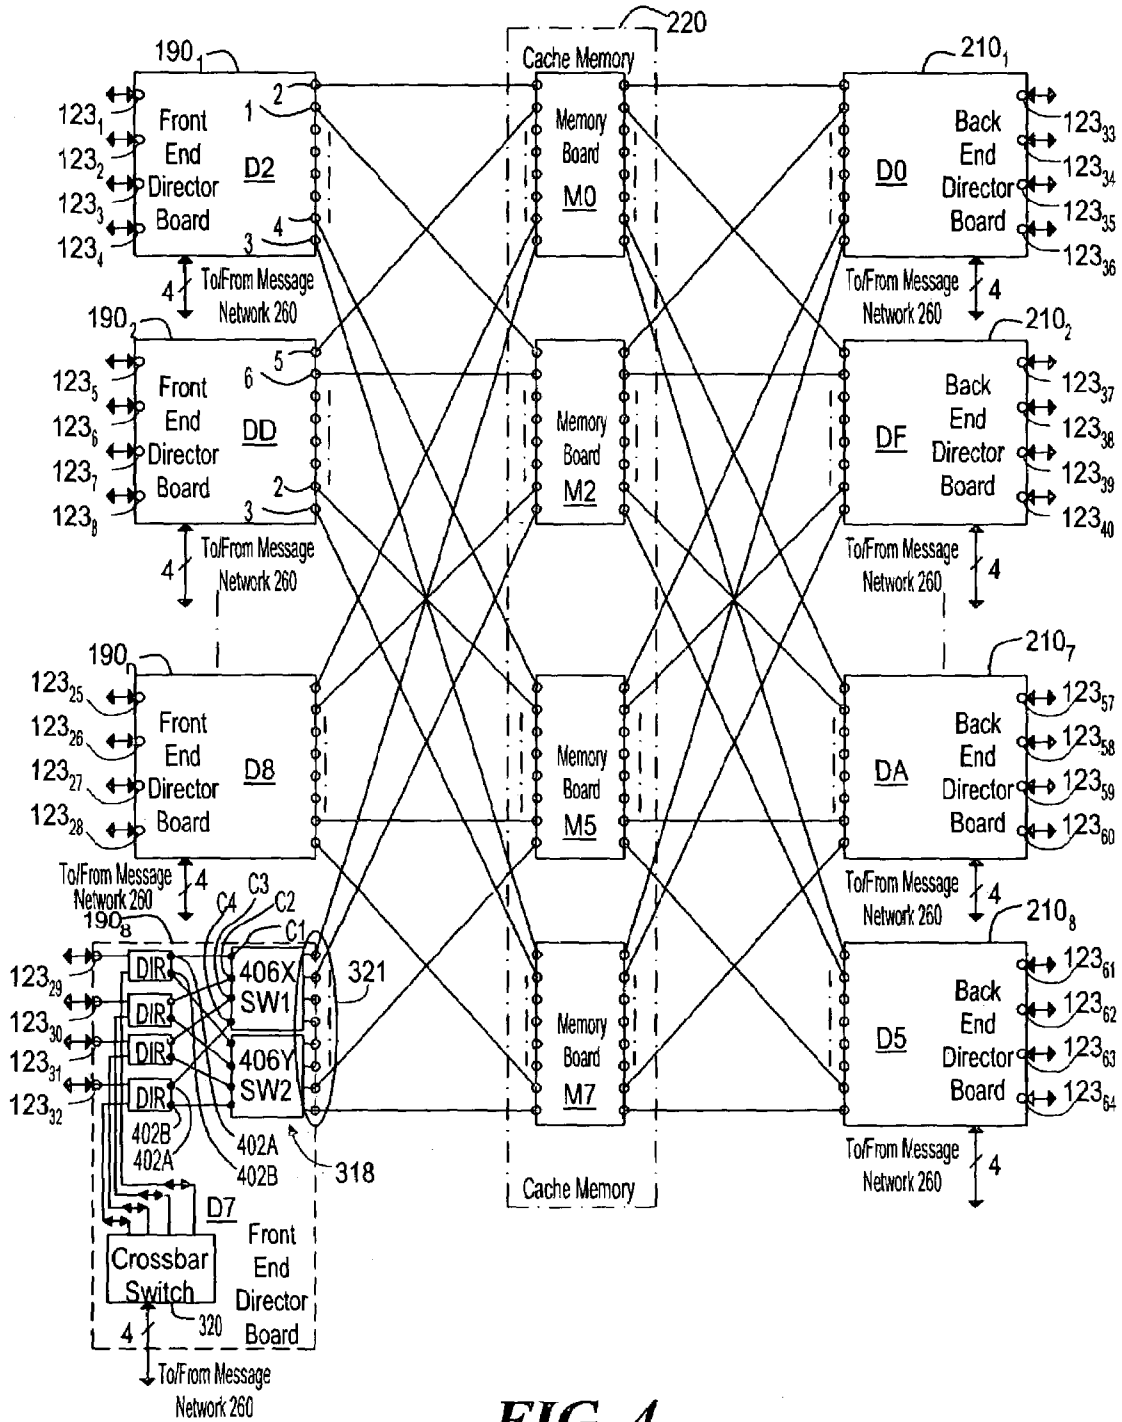 220
190₁
Cache Memory
210₁
2
1
123₁
Front
End
Director
Board
D2
123₂
123₃
123₄
4
3
Memory
Board
M0
D0
Back
End
Director
Board
123₃₃
123₃₄
123₃₅
123₃₆
4
To/From Message
Network 260
To/From Message
Network 260
4
190₂
210₂
5
6
123₅
Front
End
Director
Board
DD
123₆
123₇
123₈
2
3
Memory
Board
M2
DF
Back
End
Director
Board
123₃₇
123₃₈
123₃₉
123₄₀
4
To/From Message
Network 260
To/From Message
Network 260
4
190
210₇
123₂₅
Front
End
Director
Board
D8
123₂₆
123₂₇
123₂₈
Memory
Board
M5
DA
Back
End
Director
Board
123₅₇
123₅₈
123₅₉
123₆₀
To/From Message
Network 260
4
To/From Message
Network 260
4
190₈
C4
C3
C2
C1
210₈
123₂₉
DIR
406X
SW1
321
123₃₀
DIR
123₃₁
DIR
406Y
SW2
123₃₂
DIR
402B
402A
402A
402B
318
Memory
Board
M7
D5
Back
End
Director
Board
123₆₁
123₆₂
123₆₃
123₆₄
To/From Message
Network 260
4
Cache Memory
D7
Front
End
Director
Board
Crossbar
Switch
320
4
To/From Message
Network 260
FIG. 4